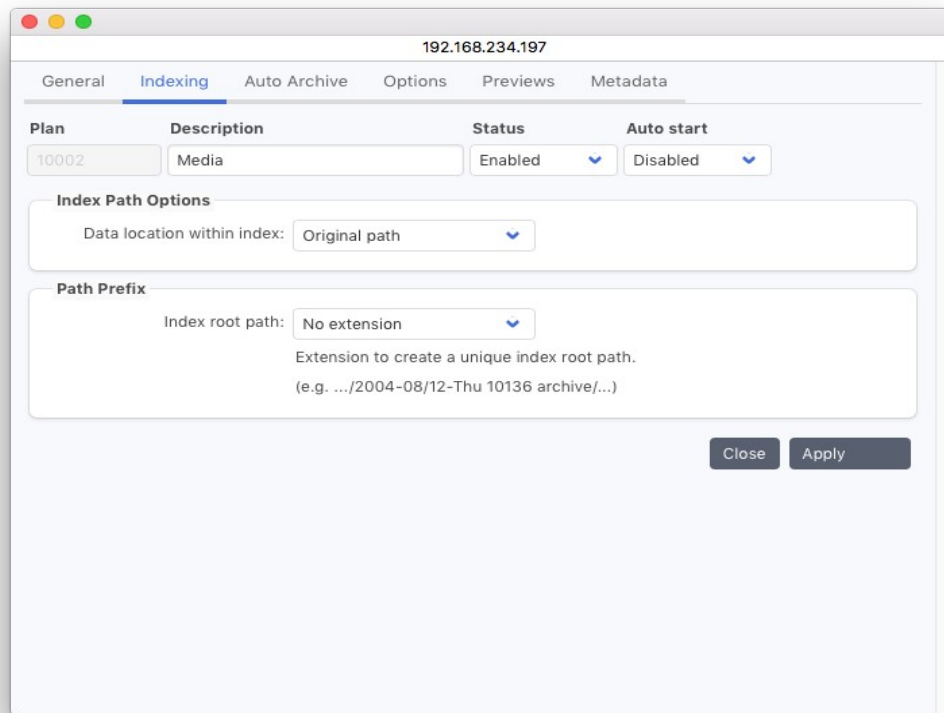 192.168.234.197
General Indexing Auto Archive Options Previews Metadata
Plan Description Status Auto start
10002 Media Enabled Disabled
Index Path Options
Data location within index: Original path
Path Prefix
Index root path: No extension
Extension to create a unique index root path.
(e.g. .../2004-08/12-Thu 10136 archive/...)
Close Apply